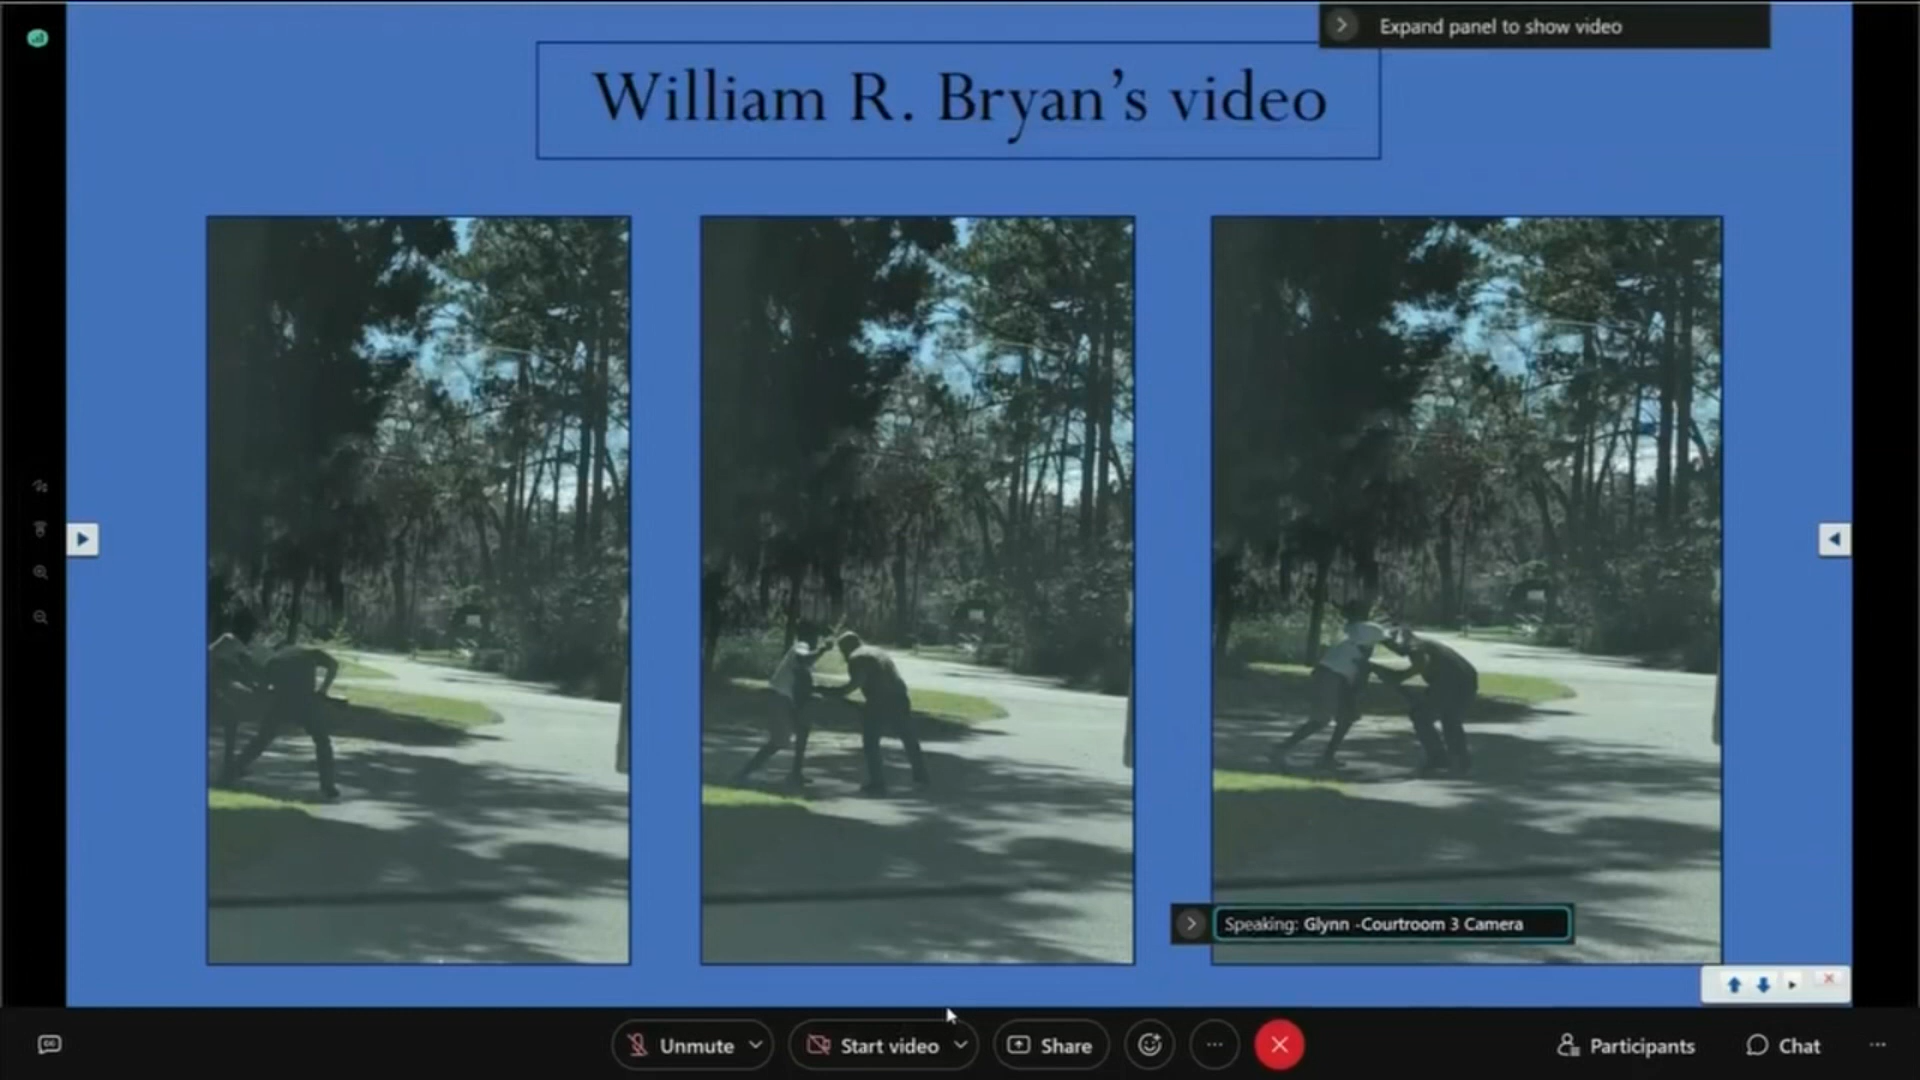 Expand panel to show video
William R. Bryan’s video
Speaking: Glynn -Courtroom 3 Camera
Unmute
Start video
Share
Participants
Chat